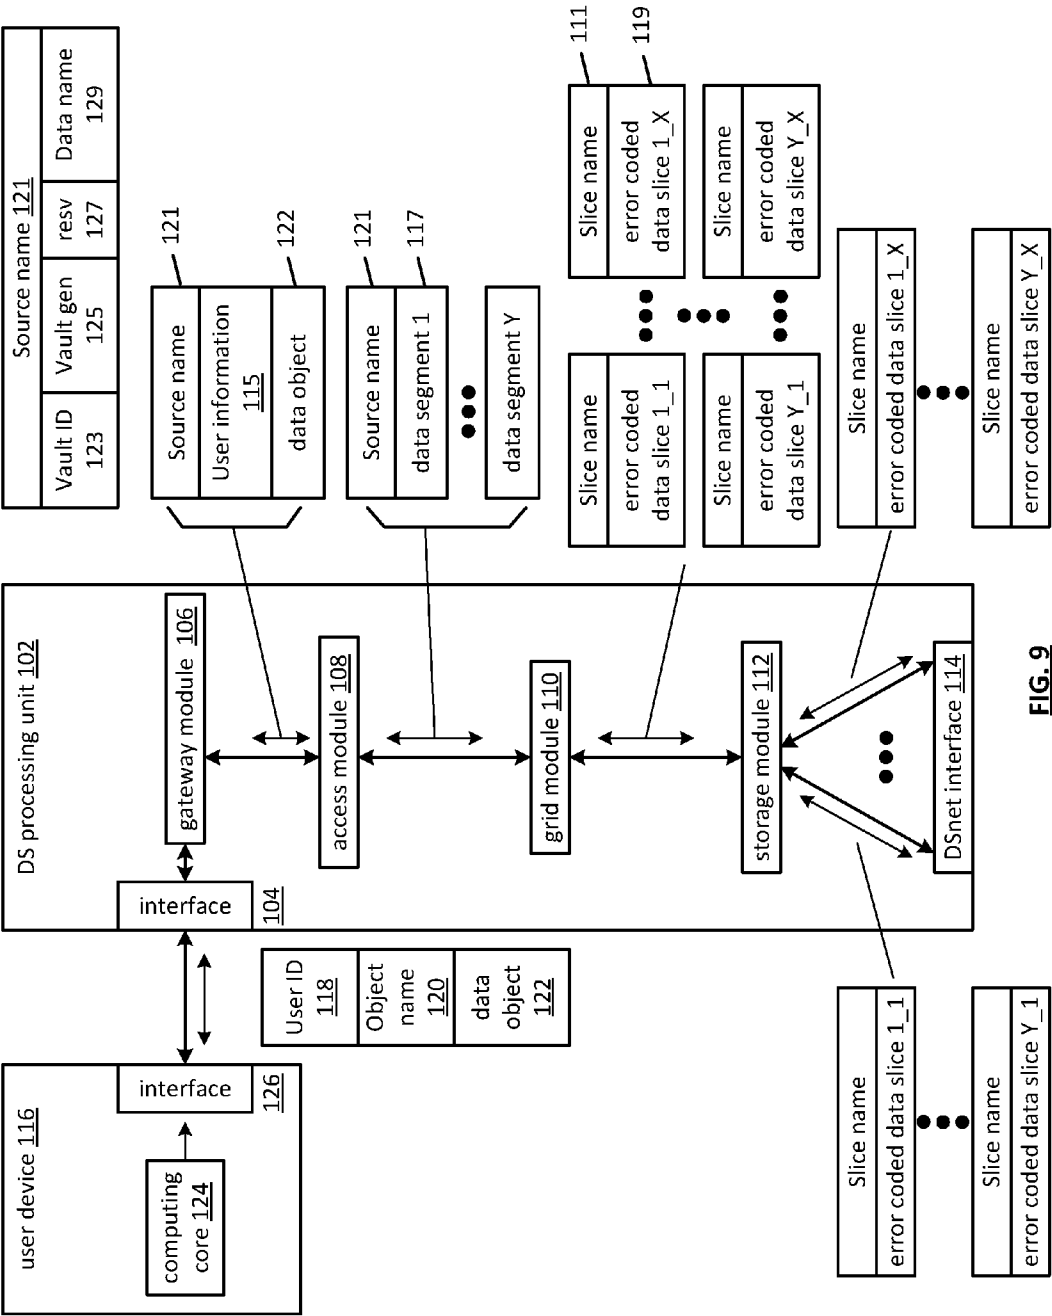 user device 116
computing
core 124
interface
126
User ID
118
Object
name
120
data
object
122
DS processing unit 102
interface
104
gateway module 106
access module 108
grid module 110
storage module 112
DSnet interface 114
Source name 121
Vault ID
123
Vault gen
125
resv
127
Data name
129
Source name
User information
115
data object
121
122
Source name
data segment 1
data segment Y
121
117
Slice name
error coded
data slice 1_1
Slice name
error coded
data slice 1_X
111
119
Slice name
error coded
data slice Y_1
Slice name
error coded
data slice Y_X
Slice name
error coded data slice 1_1
Slice name
error coded data slice Y_1
Slice name
error coded data slice 1_X
Slice name
error coded data slice Y_X
FIG. 9